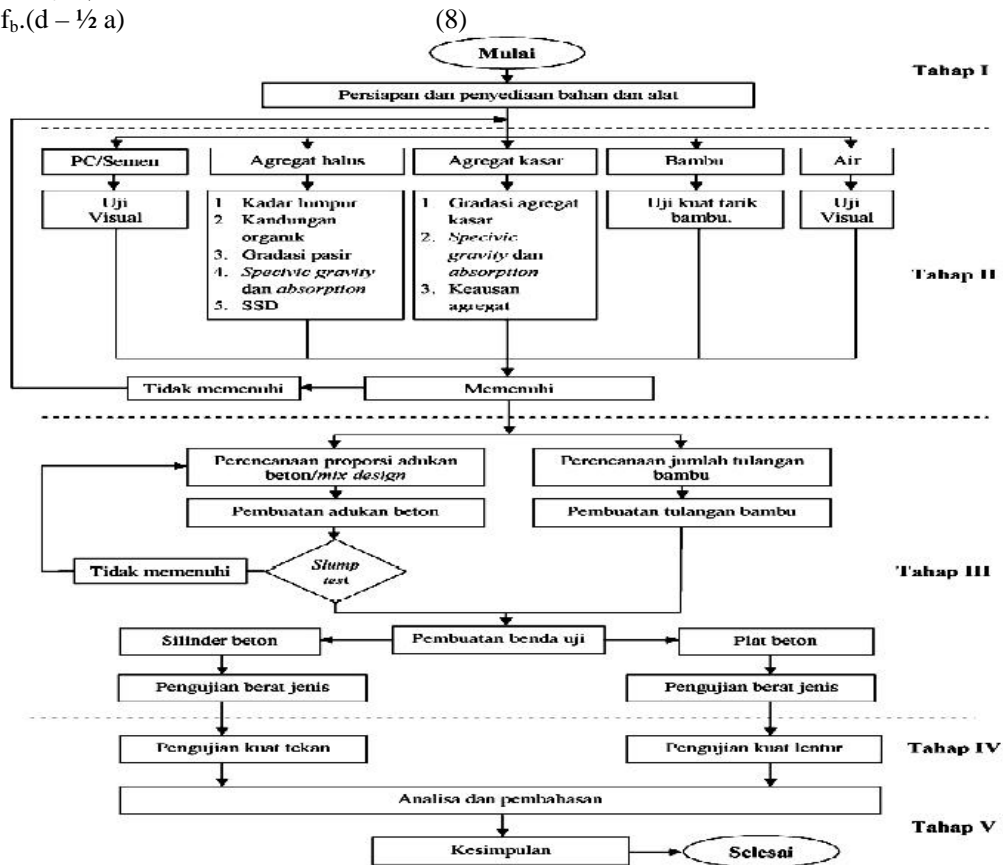 f_b.(d – ½ a) (8)
Mulai
Tahap I
Persiapan dan penyediaan bahan dan alat
PC/Semen
Agregat halus
Agregat kasar
Bambu
Air
Uji
Visual
1 Kadar lumpur
2 Kandungan
organik
3. Gradasi pasir
4. Specivic gravity
dan absorption
5. SSD
1 Gradasi agregat
kasar
2. Specivic
gravity dan
absorption
3. Keausan
agregat
Uji kuat tarik
bambu.
Uji
Visual
Tahap II
Tidak memenuhi
Memenuhi
Perencanaan proporsi adukan
beton/mix design
Perencanaan jumlah tulangan
bambu
Pembuatan adukan beton
Pembuatan tulangan bambu
Tidak memenuhi
Slump
test
Tahap III
Silinder beton
Pembuatan benda uji
Plat beton
Pengujian berat jenis
Pengujian berat jenis
Pengujian kuat tekan
Pengujian kuat lentur
Tahap IV
Analisa dan pembahasan
Tahap V
Kesimpulan
Selesai